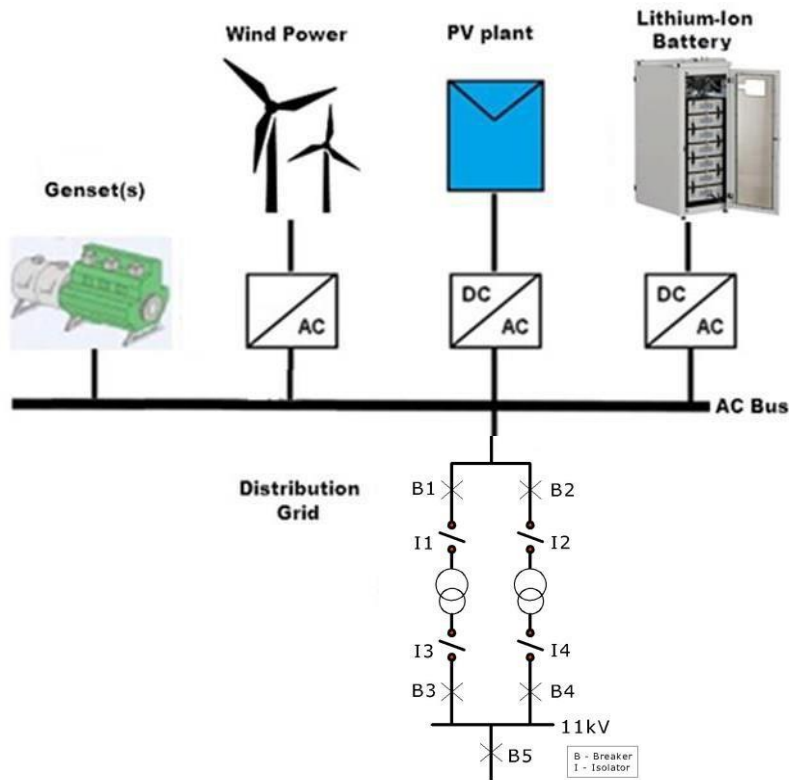 Wind Power
PV plant
Lithium-Ion
Battery
Genset(s)
AC
DC
AC
DC
AC
AC Bus
Distribution
Grid
B1
B2
I1
I2
I3
I4
B3
B4
11kV
B5
B - Breaker
I - Isolator